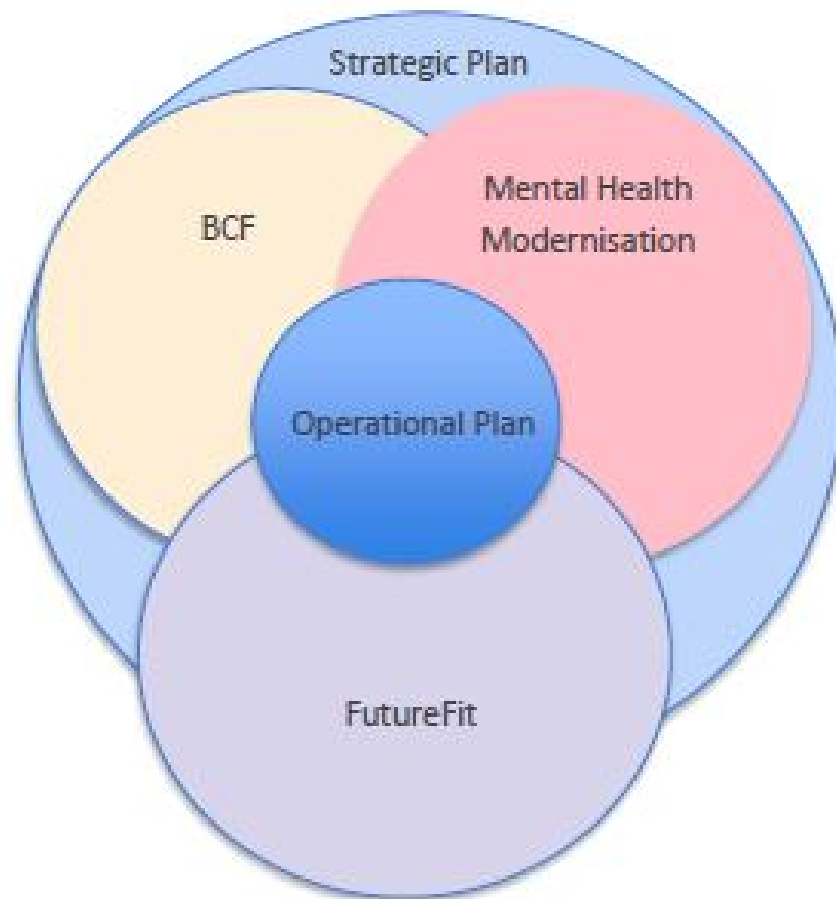 Strategic Plan
BCF
Mental Health
Modernisation
Operational Plan
FutureFit